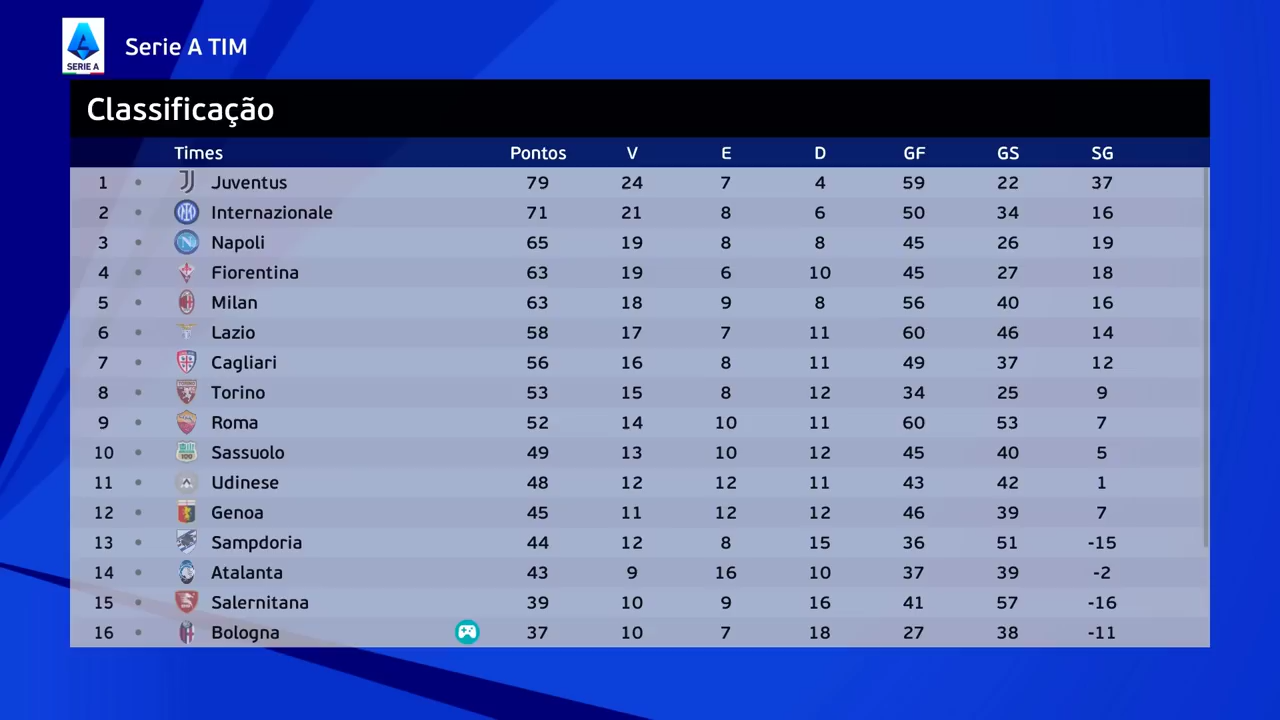 SERIE A
Serie A TIM
Classificação
Times Pontos V E D GF GS SG
1 Juventus 79 24 7 4 59 22 37
2 Internazionale 71 21 8 6 50 34 16
3 Napoli 65 19 8 8 45 26 19
4 Fiorentina 63 19 6 10 45 27 18
5 Milan 63 18 9 8 56 40 16
6 Lazio 58 17 7 11 60 46 14
7 Cagliari 56 16 8 11 49 37 12
8 Torino 53 15 8 12 34 25 9
9 Roma 52 14 10 11 60 53 7
10 Sassuolo 49 13 10 12 45 40 5
11 Udinese 48 12 12 11 43 42 1
12 Genoa 45 11 12 12 46 39 7
13 Sampdoria 44 12 8 15 36 51 -15
14 Atalanta 43 9 16 10 37 39 -2
15 Salernitana 39 10 9 16 41 57 -16
16 Bologna 37 10 7 18 27 38 -11